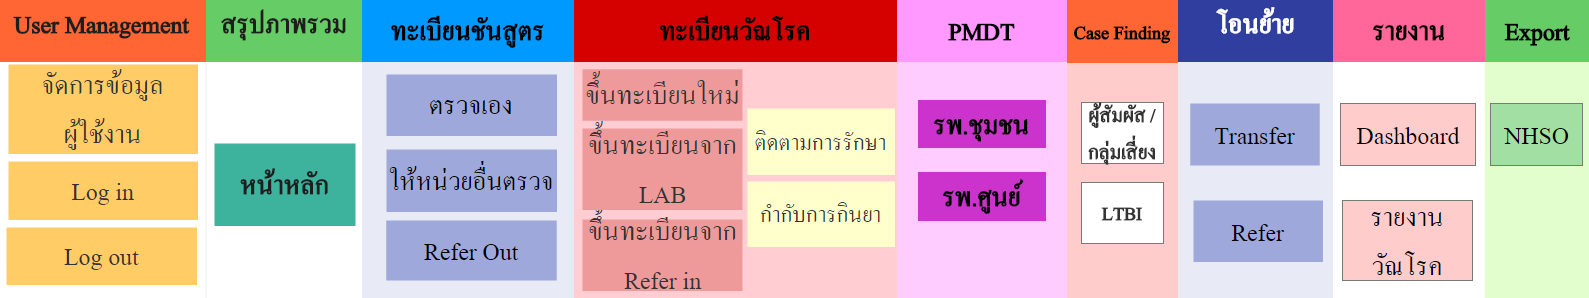 User Management
จัดการข้อมูล
ผู้ใช้งาน
Log in
Log out
สรุปภาพรวม
หน้าหลัก
ทะเบียนชันสูตร
ตรวจเอง
ให้หน่วยอื่นตรวจ
Refer Out
ทะเบียนวัณโรค
ขึ้นทะเบียนใหม่
ขึ้นทะเบียนจาก
LAB
ขึ้นทะเบียนจาก
Refer in
ติดตามการรักษา
กำกับการกินยา
PMDT
รพ.ชุมชน
รพ.ศูนย์
Case Finding
ผู้สัมผัส /
กลุ่มเสี่ยง
LTBI
โอนย้าย
Transfer
Refer
รายงาน
Dashboard
รายงาน
วัณโรค
Export
NHSO